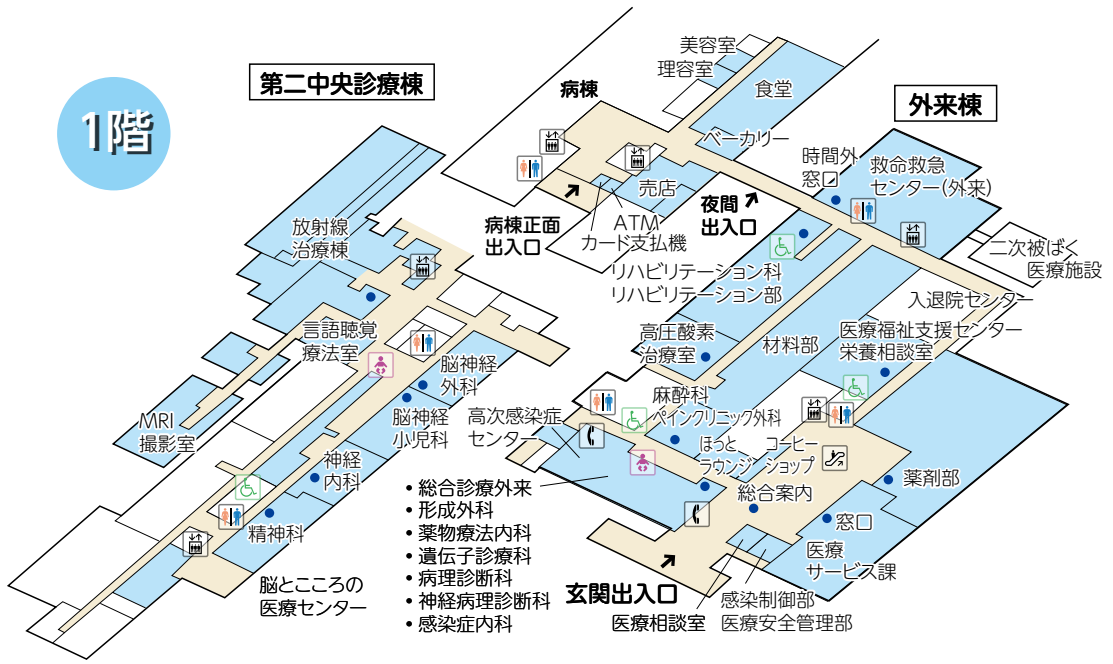 1階
第二中央診療棟
病棟
外来棟
美容室
理容室
食堂
ベーカリー
時間外
窓口
救命救急
センター(外来)
売店
ATM
カード支払機
病棟正面
出入口
夜間
出入口
二次被ばく
医療施設
放射線
治療棟
リハビリテーション科
リハビリテーション部
入退院センター
医療福祉支援センター
栄養相談室
高圧酸素
治療室
材料部
言語聴覚
療法室
脳神経
外科
脳神経
小児科
麻酔科
ペインクリニック外科
高次感染症
センター
MRI
撮影室
神経
内科
ほっと
ラウンジ
コーヒー
ショップ
総合案内
薬剤部
窓口
医療
サービス課
精神科
脳とこころの
医療センター
• 総合診療外来
• 形成外科
• 薬物療法内科
• 遺伝子診療科
• 病理診断科
• 神経病理診断科
• 感染症内科
玄関出入口
医療相談室
感染制御部
医療安全管理部